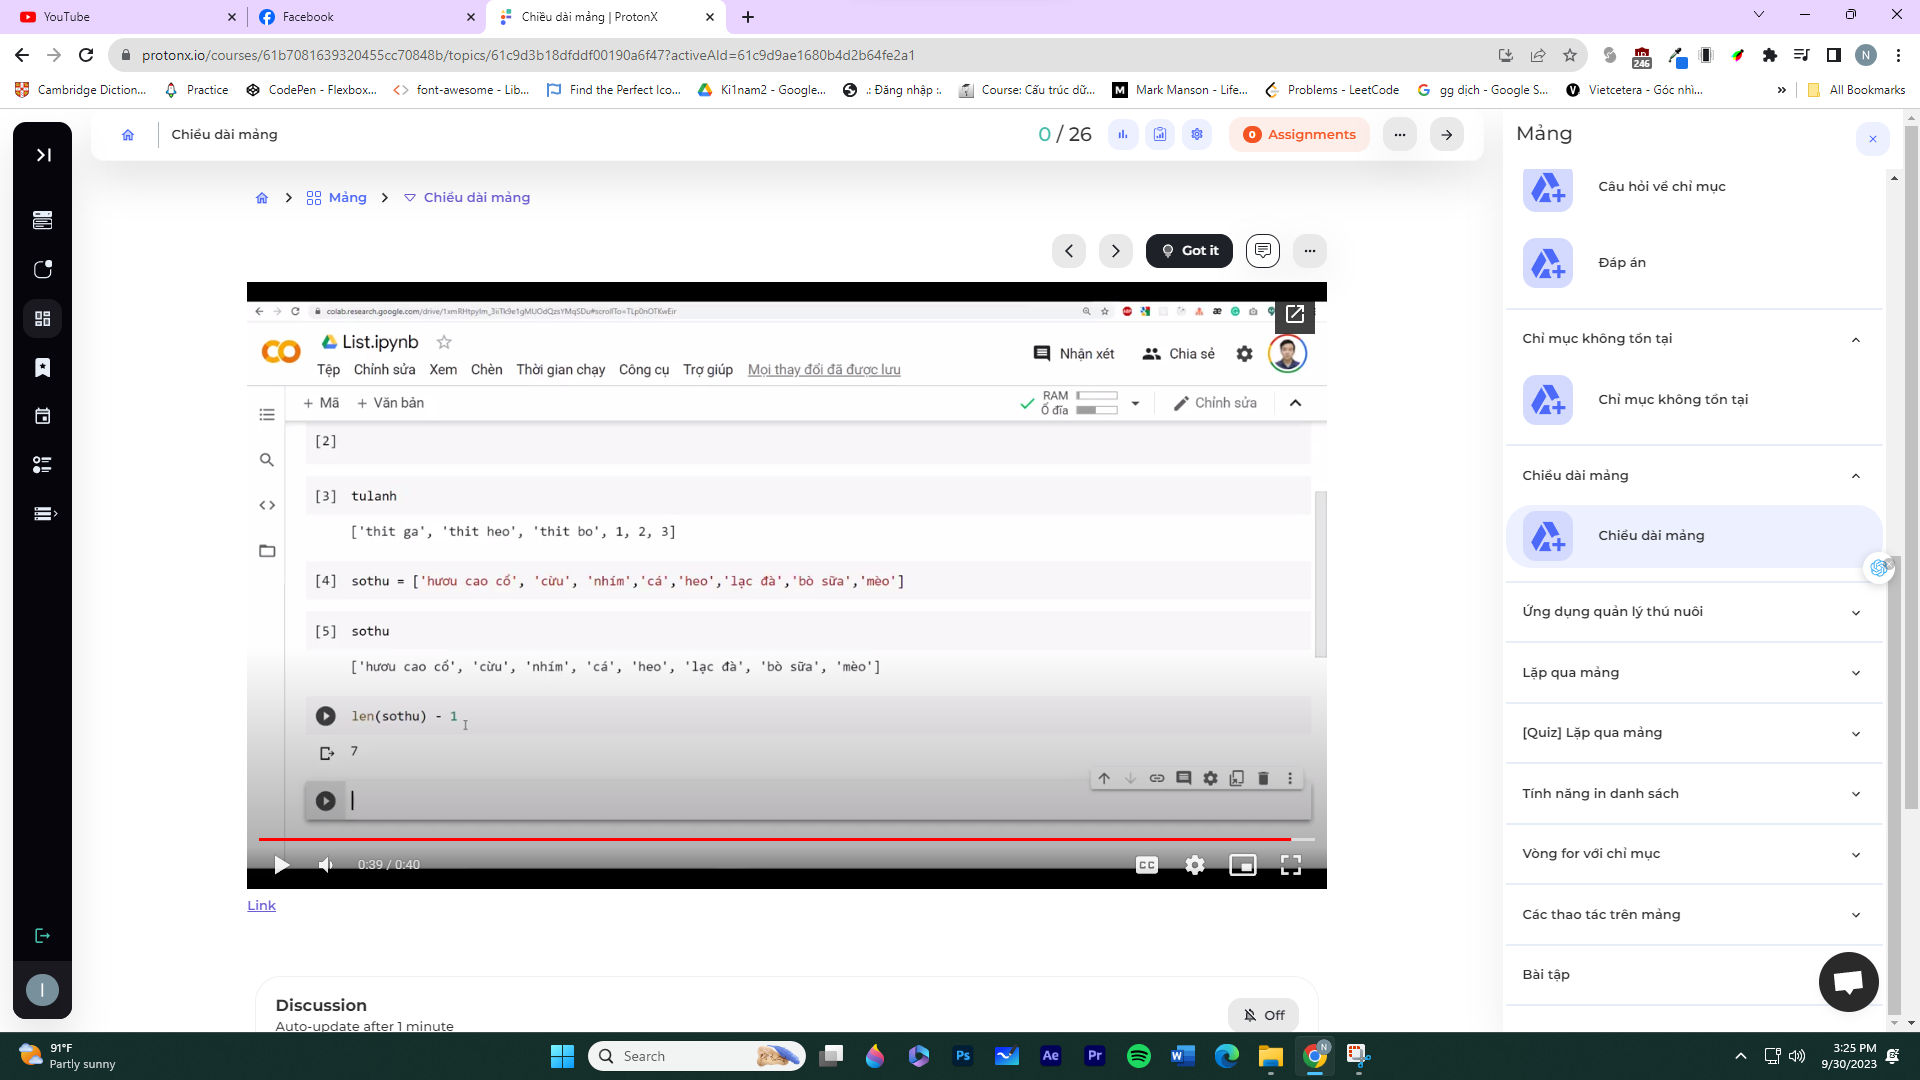 YouTube
Facebook
Chiều dài mảng | ProtonX
protonx.io/courses/61b7081639320455cc70848b/topics/61c9d3b18dfddf00190a6f47?activeAId=61c9d9ae1680b4d2b64fe2a1
246
N
Cambridge Diction...
Practice
CodePen - Flexbox...
font-awesome - Lib...
Find the Perfect Ico...
Ki1nam2 - Google...
.: Đăng nhập :.
Course: Cấu trúc dữ...
Mark Manson - Life...
Problems - LeetCode
gg dịch - Google S...
Vietcetera - Góc nhì...
»
All Bookmarks
Chiều dài mảng
0 / 26
0 Assignments
Mảng
Mảng
Chiều dài mảng
Got it
colab.research.google.com/drive/1xmRHtpyIm_3iiTk9e1gMUOdQzsYMqSDu#scrollTo=TLp0nOTKwEir
List.ipynb
Nhận xét
Chia sẻ
Tệp Chỉnh sửa Xem Chèn Thời gian chạy Công cụ Trợ giúp Mọi thay đổi đã được lưu
+ Mã + Văn bản
RAM
Ổ đĩa
Chỉnh sửa
[2]
[3] tulanh
['thit ga', 'thit heo', 'thit bo', 1, 2, 3]
[4] sothu = ['hươu cao cổ', 'cừu', 'nhím','cá','heo','lạc đà','bò sữa','mèo']
[5] sothu
['hươu cao cổ', 'cừu', 'nhím', 'cá', 'heo', 'lạc đà', 'bò sữa', 'mèo']
len(sothu) - 1
7
0:39 / 0:40
CC
Link
Discussion
Auto-update after 1 minute
Off
Câu hỏi về chỉ mục
Đáp án
Chỉ mục không tồn tại
Chỉ mục không tồn tại
Chiều dài mảng
Chiều dài mảng
Ứng dụng quản lý thú nuôi
Lặp qua mảng
[Quiz] Lặp qua mảng
Tính năng in danh sách
Vòng for với chỉ mục
Các thao tác trên mảng
Bài tập
I
91°F
Partly sunny
Search
Ps
Ae
Pr
N
3:25 PM
9/30/2023